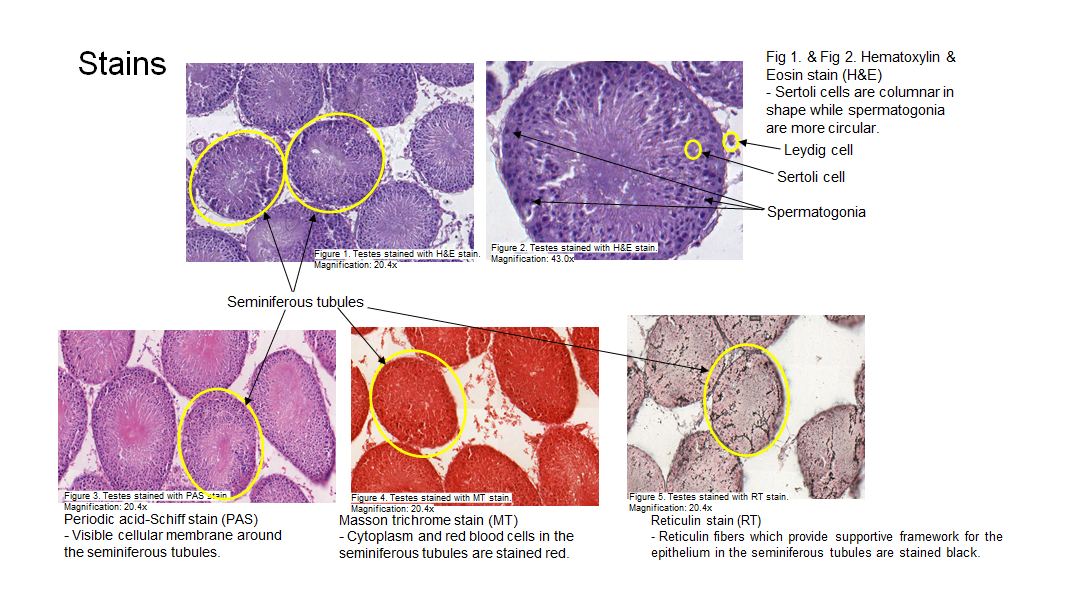 Stains
Fig 1. & Fig 2. Hematoxylin &
Eosin stain (H&E)
- Sertoli cells are columnar in
shape while spermatogonia
are more circular.
Leydig cell
Sertoli cell
Spermatogonia
Figure 1. Testes stained with H&E stain.
Magnification: 20.4x
Figure 2. Testes stained with H&E stain.
Magnification: 43.0x
Seminiferous tubules
Figure 3. Testes stained with PAS stain.
Magnification: 20.4x
Periodic acid-Schiff stain (PAS)
- Visible cellular membrane around
the seminiferous tubules.
Figure 4. Testes stained with MT stain.
Magnification: 20.4x
Masson trichrome stain (MT)
- Cytoplasm and red blood cells in the
seminiferous tubules are stained red.
Figure 5. Testes stained with RT stain.
Magnification: 20.4x
Reticulin stain (RT)
- Reticulin fibers which provide supportive framework for the
epithelium in the seminiferous tubules are stained black.